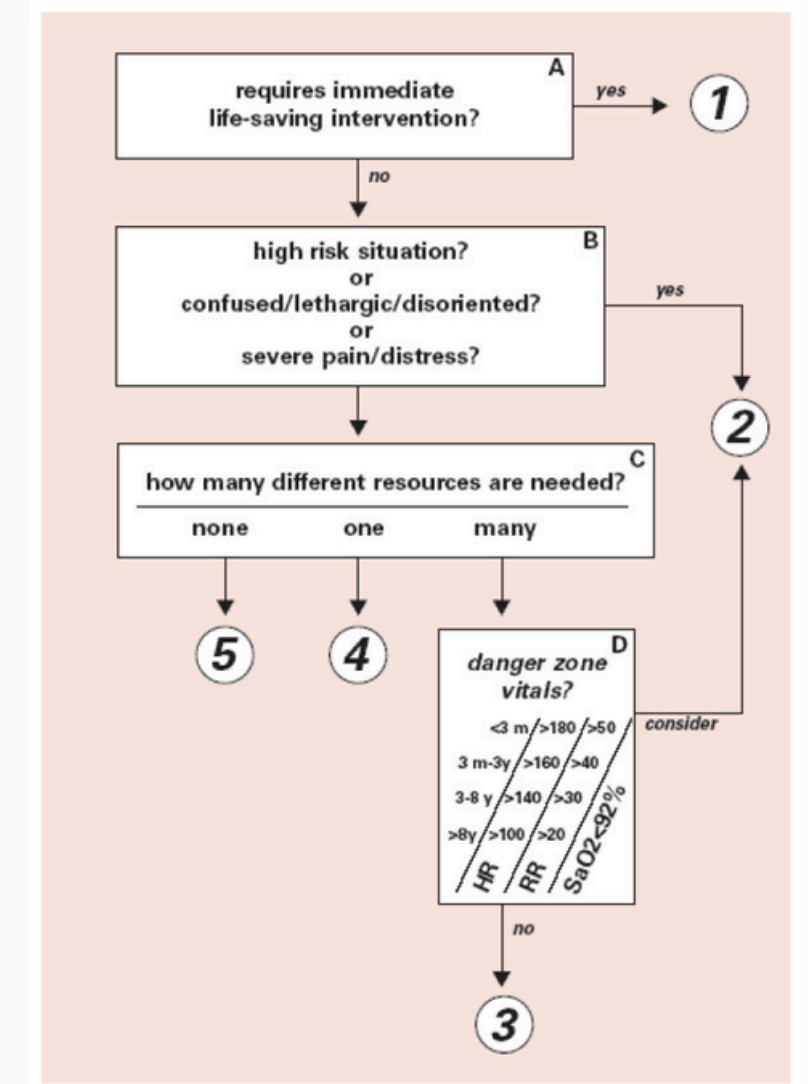 A
requires immediate
life-saving intervention?
yes
1
no
B
high risk situation?
or
confused/lethargic/disoriented?
or
severe pain/distress?
yes
2
C
how many different resources are needed?
none one many
5
4
D
danger zone
vitals?
<3 m >180 >50
3 m-3y >160 >40
3-8 y >140 >30
>8y >100 >20
HR RR SaO2<92%
consider
no
3